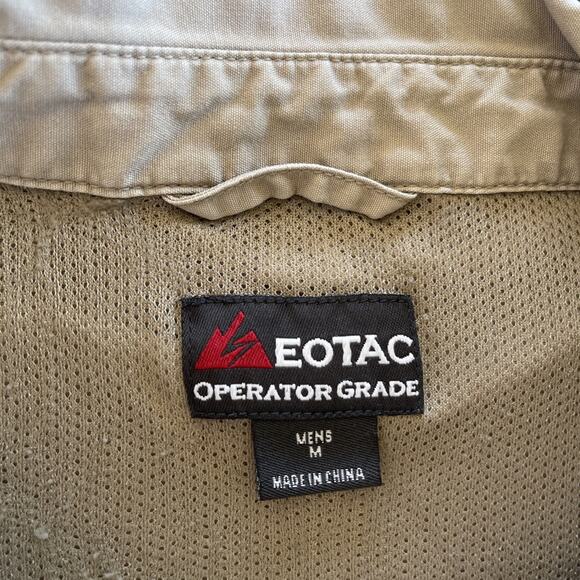 EOTAC
OPERATOR GRADE
MENS
M
MADE IN CHINA